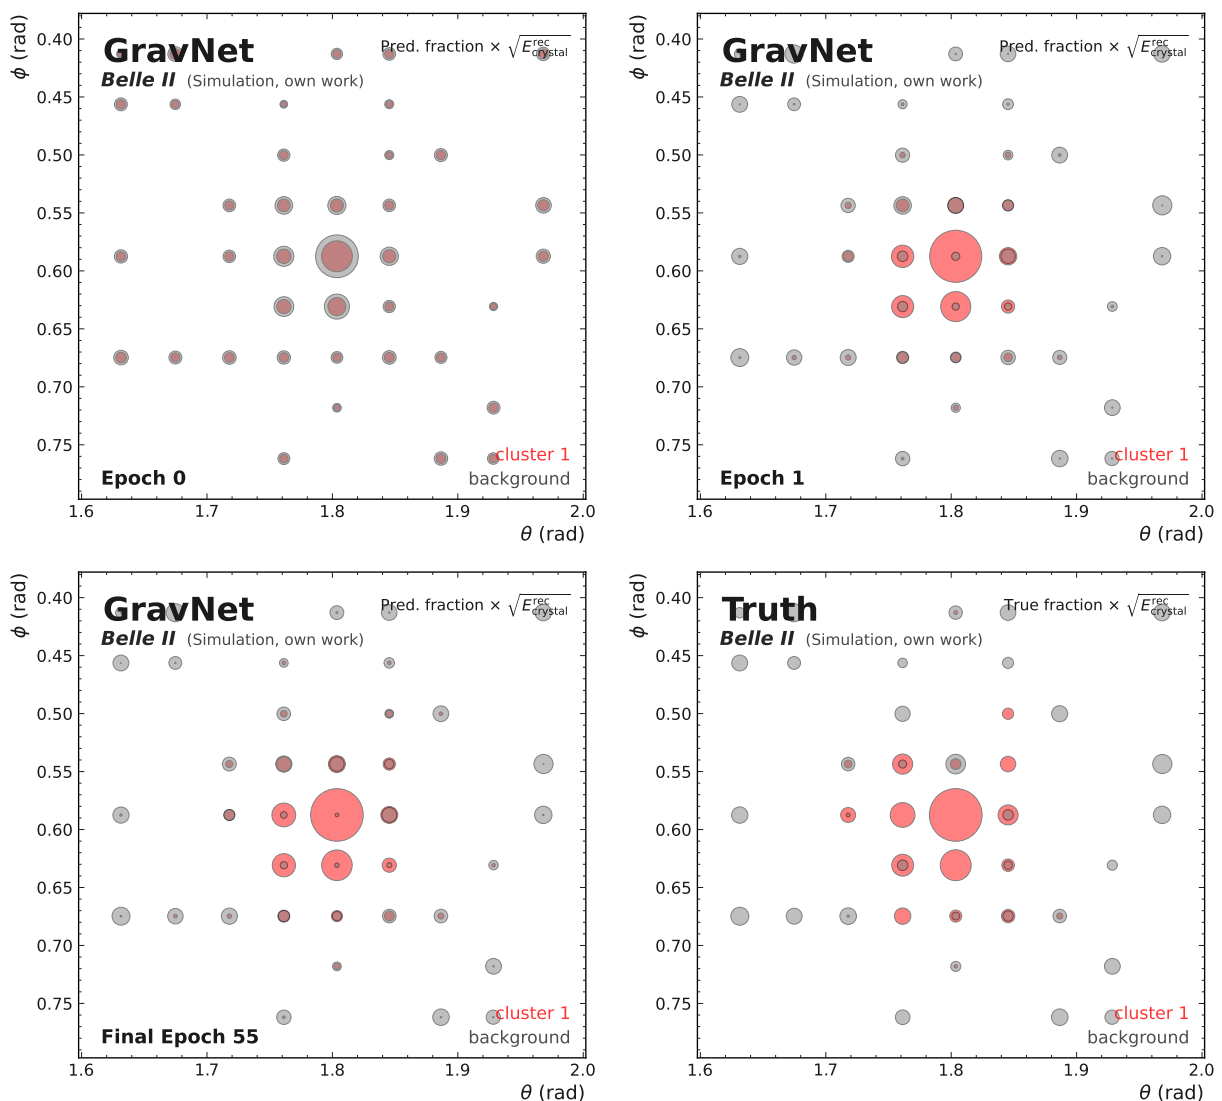 GravNet
Pred. fraction × √E^rec_crystal
Belle II (Simulation, own work)
ϕ (rad)
0.40
0.45
0.50
0.55
0.60
0.65
0.70
0.75
cluster 1
background
Epoch 0
1.6 1.7 1.8 1.9 2.0
θ (rad)
GravNet
Pred. fraction × √E^rec_crystal
Belle II (Simulation, own work)
ϕ (rad)
0.40
0.45
0.50
0.55
0.60
0.65
0.70
0.75
cluster 1
background
Epoch 1
1.6 1.7 1.8 1.9 2.0
θ (rad)
GravNet
Pred. fraction × √E^rec_crystal
Belle II (Simulation, own work)
ϕ (rad)
0.40
0.45
0.50
0.55
0.60
0.65
0.70
0.75
cluster 1
background
Final Epoch 55
1.6 1.7 1.8 1.9 2.0
θ (rad)
Truth
True fraction × √E^rec_crystal
Belle II (Simulation, own work)
ϕ (rad)
0.40
0.45
0.50
0.55
0.60
0.65
0.70
0.75
cluster 1
background
1.6 1.7 1.8 1.9 2.0
θ (rad)